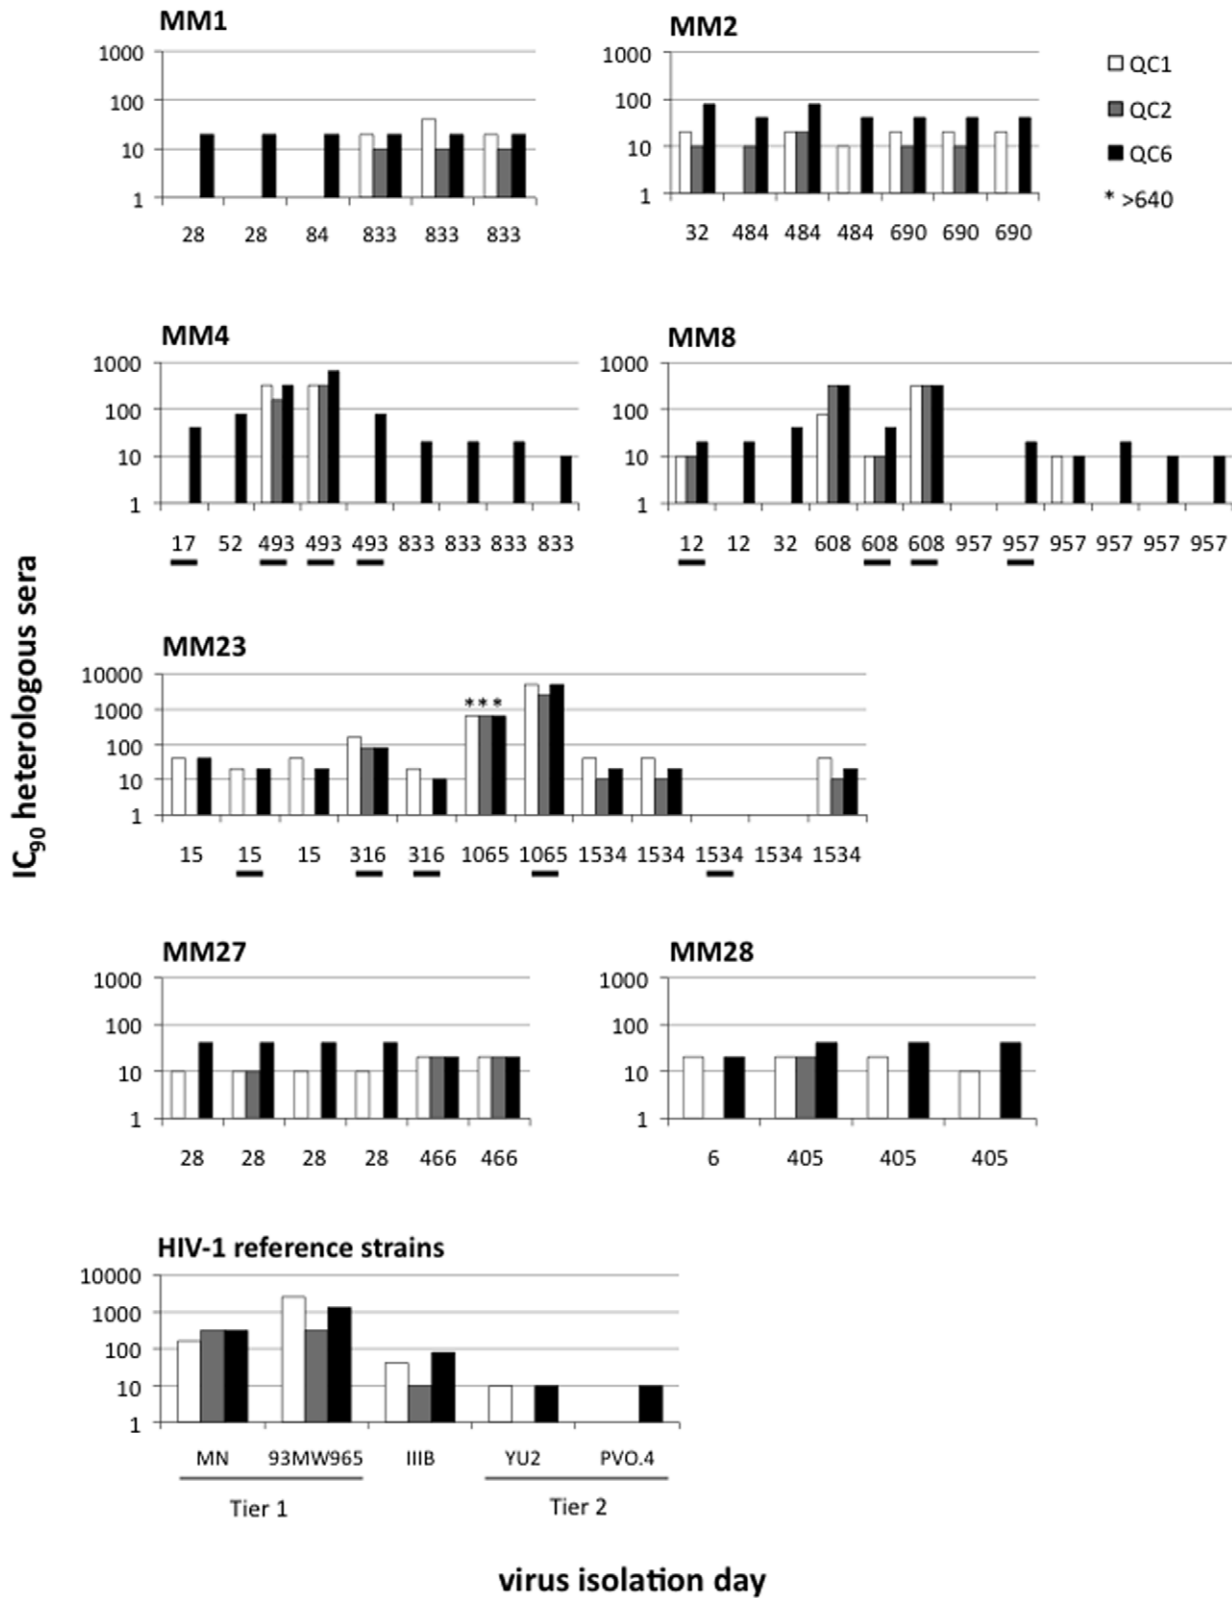 MM1
1000
100
10
1
28 28 84 833 833 833
MM2
1000
100
10
1
32 484 484 484 690 690 690
QC1
QC2
QC6
* >640
MM4
1000
100
10
1
17 52 493 493 493 833 833 833 833
MM8
1000
100
10
1
12 12 32 608 608 608 957 957 957 957 957 957
IC90 heterologous sera
MM23
10000
1000
100
10
1
***
15 15 15 316 316 1065 1065 1534 1534 1534 1534 1534
MM27
1000
100
10
1
28 28 28 28 466 466
MM28
1000
100
10
1
6 405 405 405
HIV-1 reference strains
10000
1000
100
10
1
MN 93MW965 IIIB YU2 PVO.4
Tier 1 Tier 2
virus isolation day